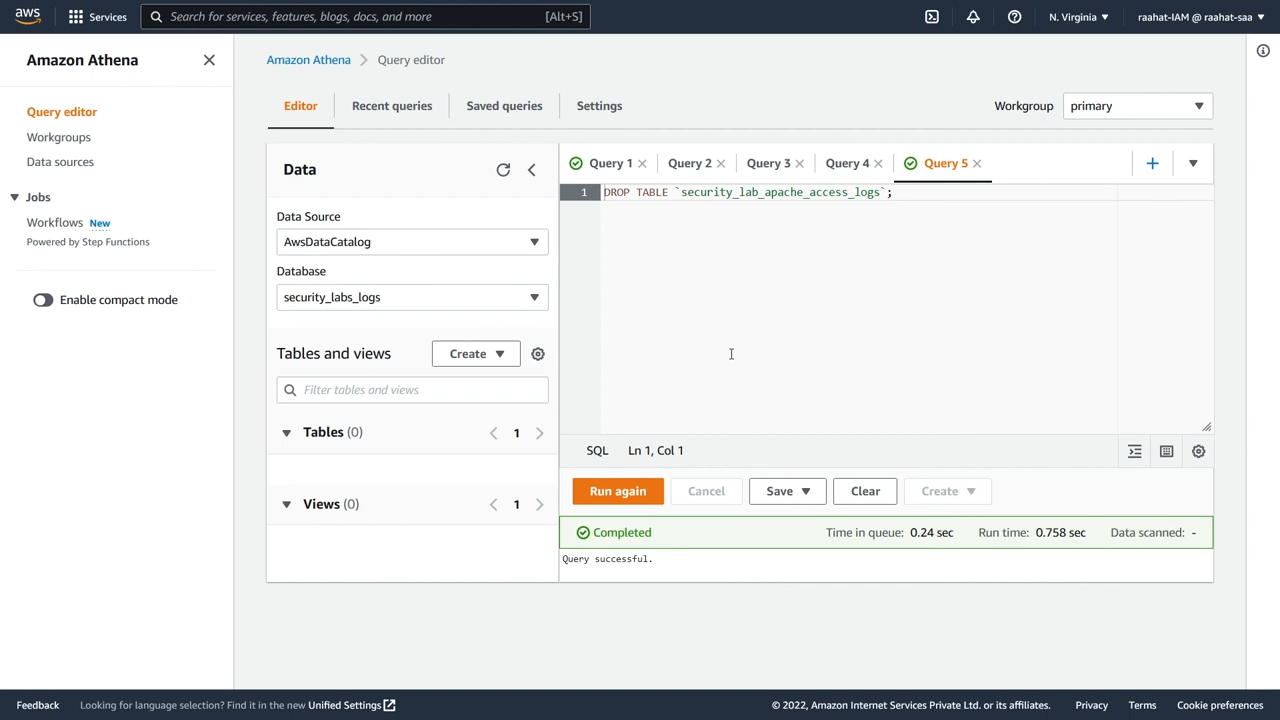 aws
Services
Search for services, features, blogs, docs, and more
[Alt+S]
N. Virginia
raahat-IAM @ raahat-saa
Amazon Athena
Query editor
Workgroups
Data sources
Jobs
Workflows New
Powered by Step Functions
Enable compact mode
Amazon Athena
Query editor
Editor
Recent queries
Saved queries
Settings
Workgroup
primary
Data
Data Source
AwsDataCatalog
Database
security_labs_logs
Tables and views
Create
Filter tables and views
Tables (0)
1
Views (0)
1
Query 1
Query 2
Query 3
Query 4
Query 5
1
DROP TABLE `security_lab_apache_access_logs`;
SQL
Ln 1, Col 1
Run again
Cancel
Save
Clear
Create
Completed
Time in queue: 0.24 sec
Run time: 0.758 sec
Data scanned: -
Query successful.
Feedback
Looking for language selection? Find it in the new Unified Settings
© 2022, Amazon Internet Services Private Ltd. or its affiliates.
Privacy
Terms
Cookie preferences